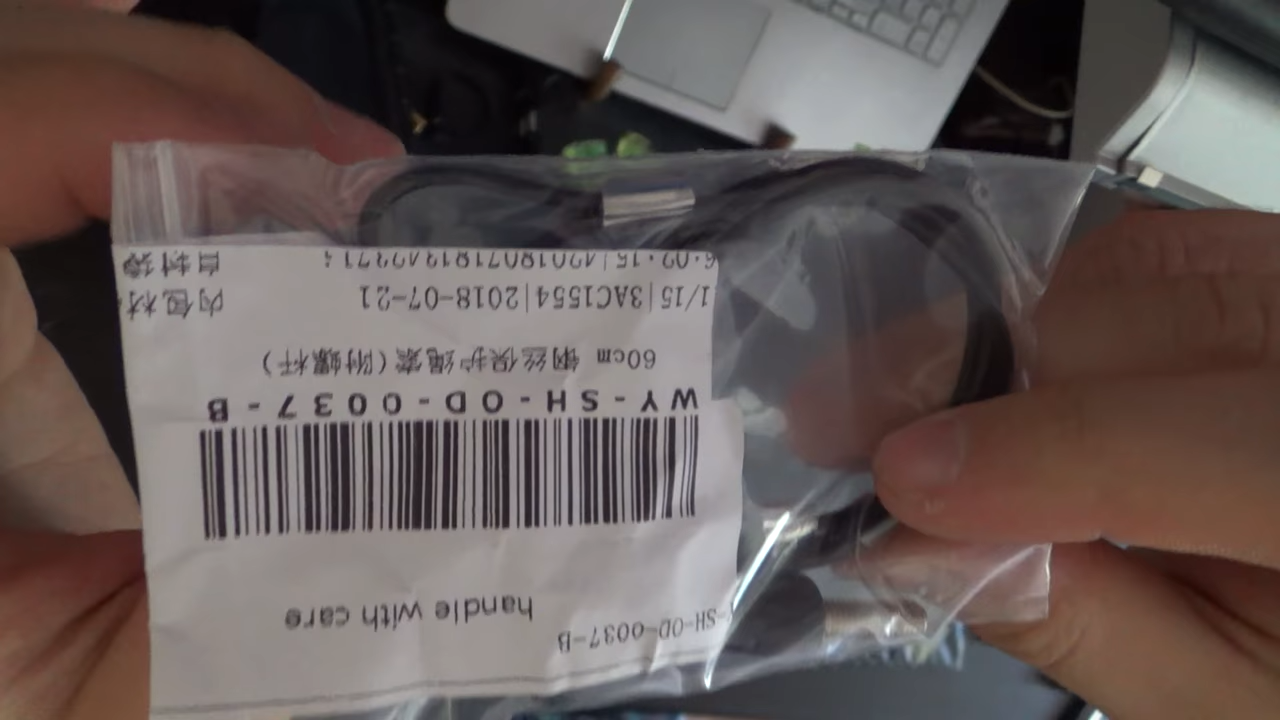 WY-SH-OD-0037-B
handle with care
WY-SH-OD-0037-B
60cm 钢丝保护绳索(附螺杆)
1/15|3AC1554|2018-07-21 内包材
自封袋